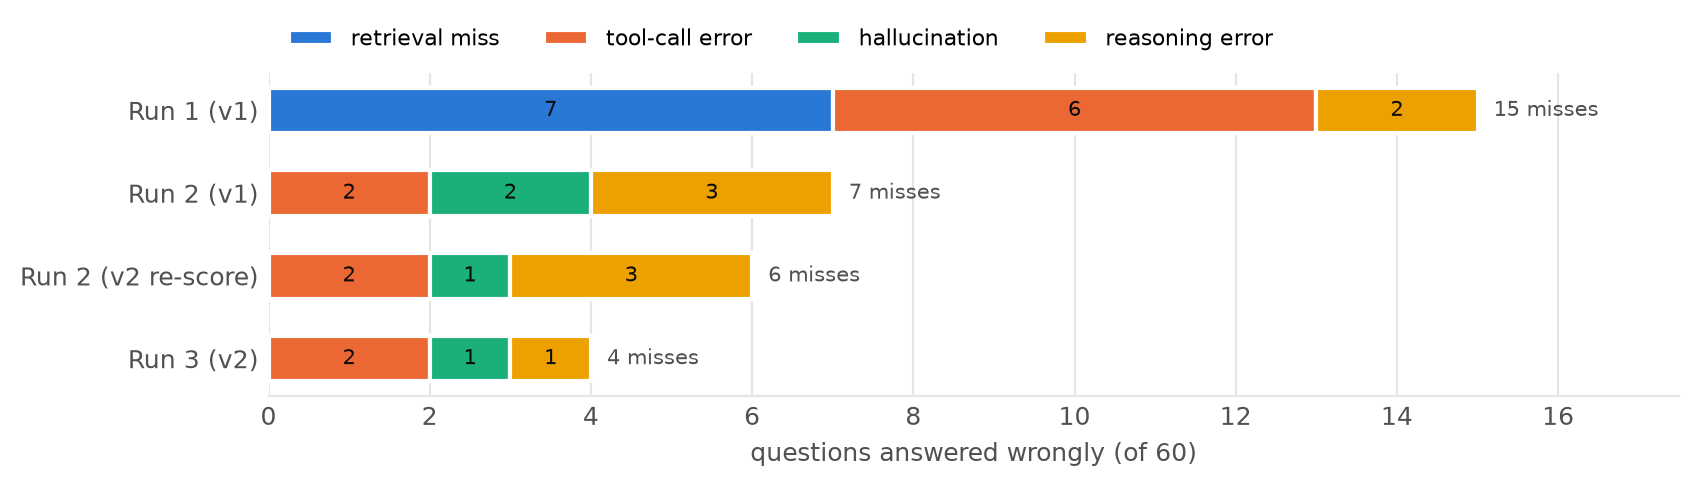 retrieval miss tool-call error hallucination reasoning error
Run 1 (v1) 7 6 2 15 misses
Run 2 (v1) 2 2 3 7 misses
Run 2 (v2 re-score) 2 1 3 6 misses
Run 3 (v2) 2 1 1 4 misses
0 2 4 6 8 10 12 14 16
questions answered wrongly (of 60)